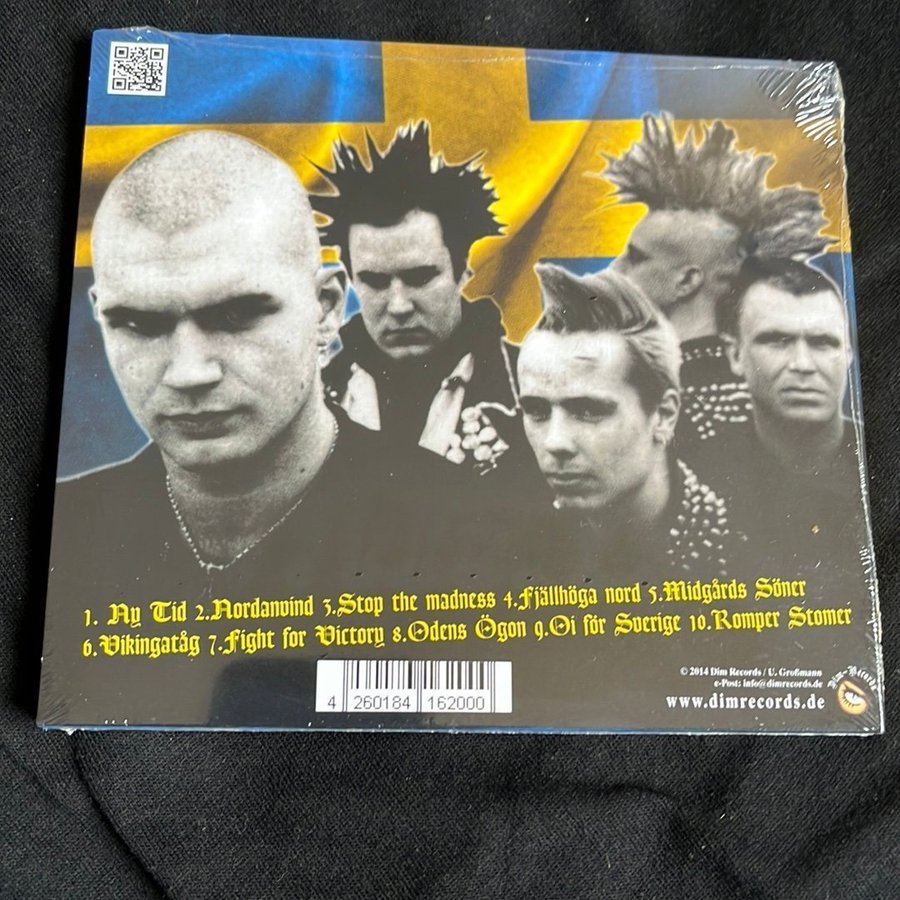 1. Ny Tid 2.Nordanvind 3.Stop the madness 4.Fjällhöga nord 5.Midgårds Söner
6.Vikingatåg 7.Fight for Victory 8.Odens Ögon 9.Oi för Sverige 10.Romper Stomer
© 2014 Dim Records / U. Großmann
e-Post: info@dimrecords.de
www.dimrecords.de
Dim-Records
4 260184 162000